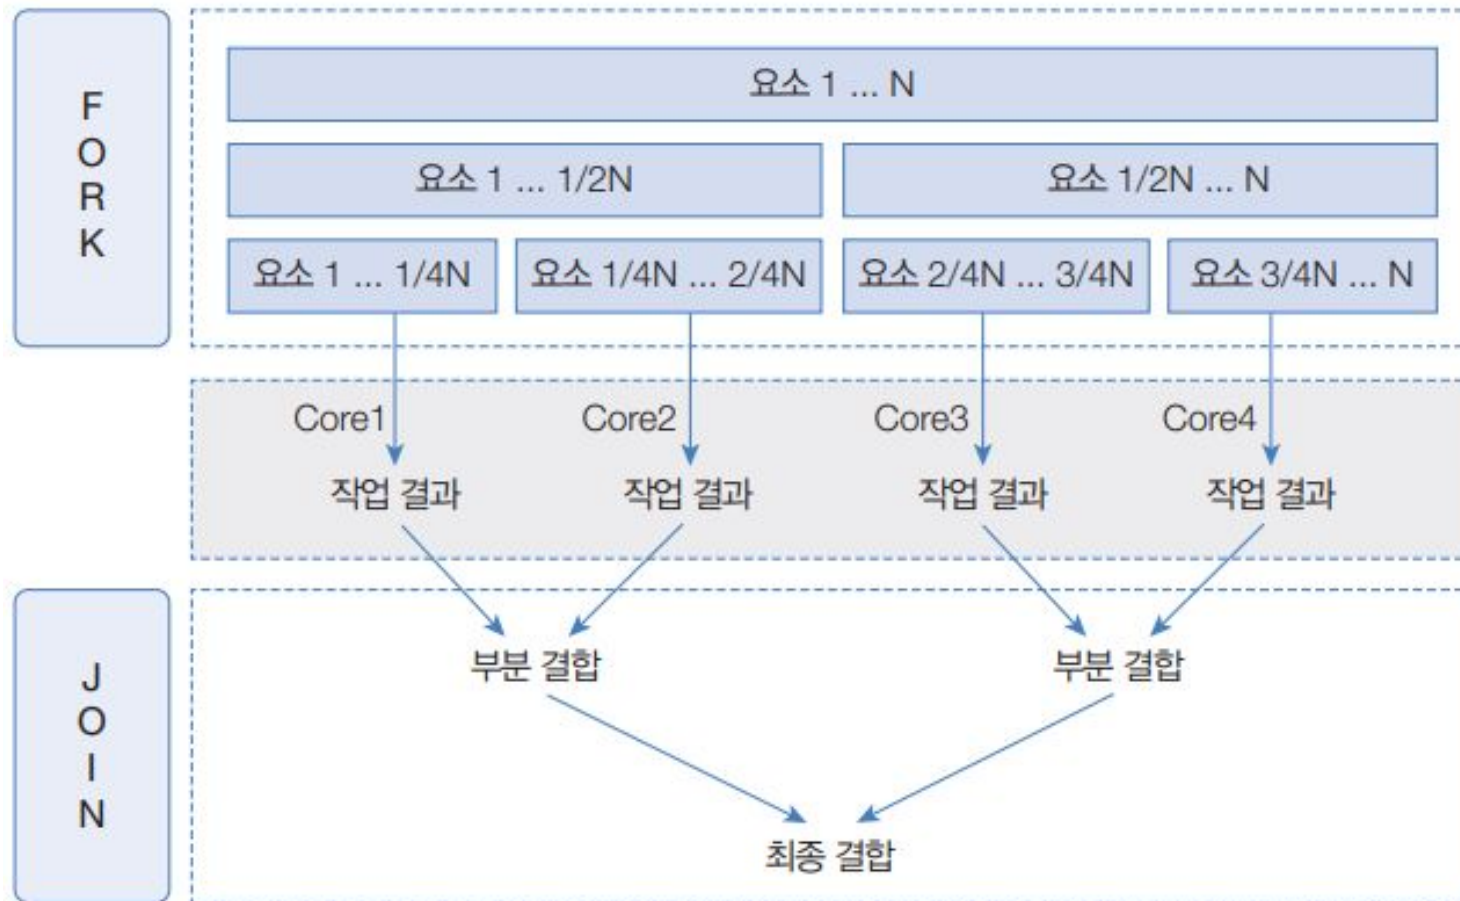 FORK
요소 1 ... N
요소 1 ... 1/2N
요소 1/2N ... N
요소 1 ... 1/4N
요소 1/4N ... 2/4N
요소 2/4N ... 3/4N
요소 3/4N ... N
Core1
Core2
Core3
Core4
작업 결과
작업 결과
작업 결과
작업 결과
JOIN
부분 결합
부분 결합
최종 결합